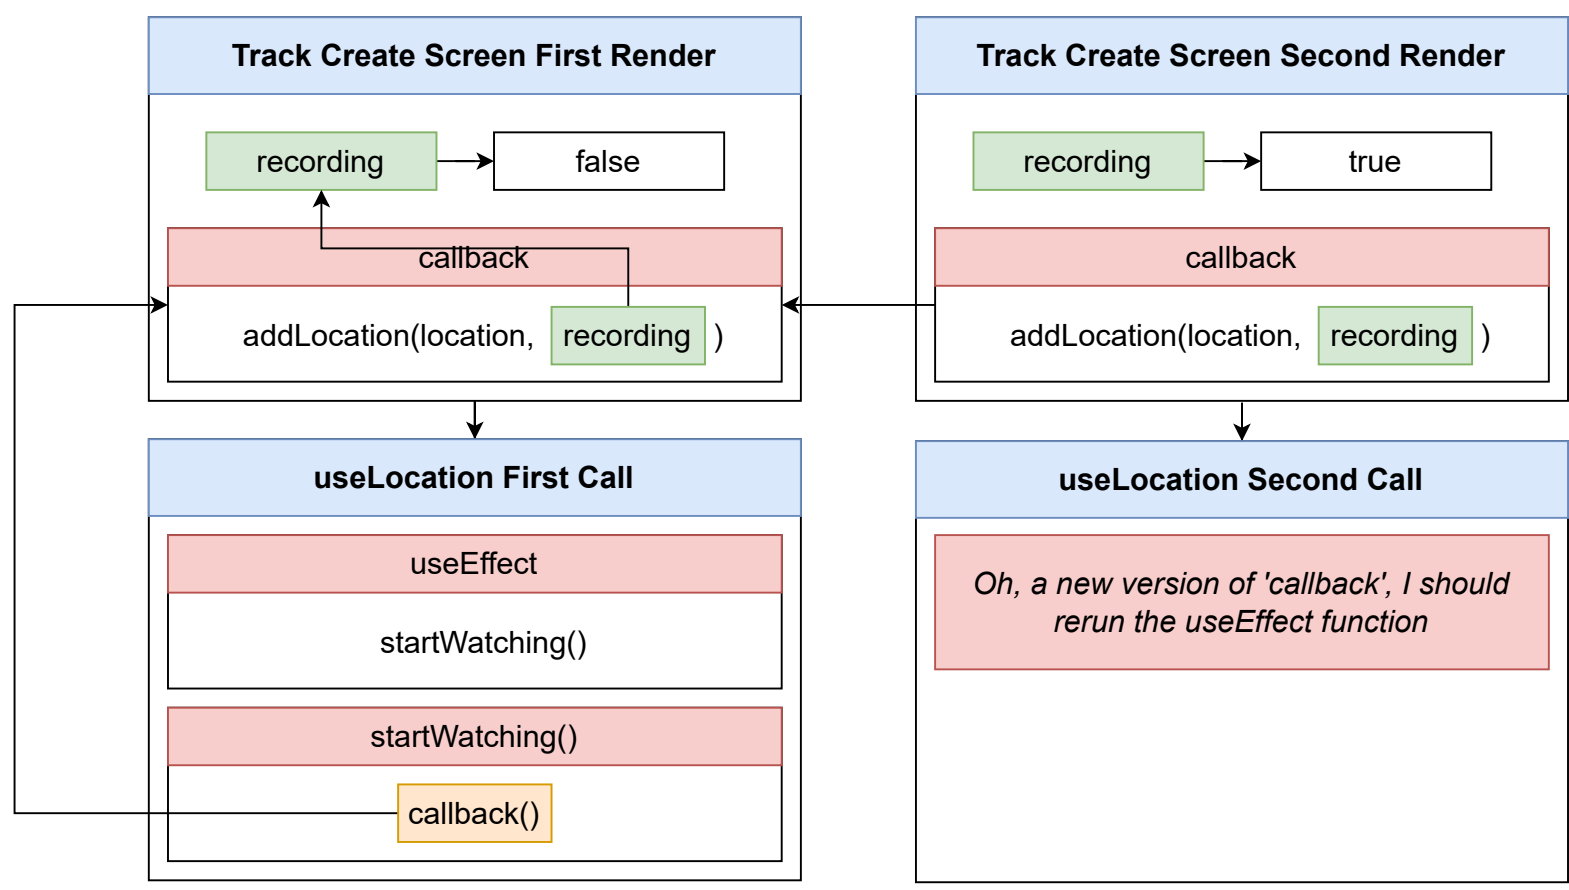 Track Create Screen First Render
recording
false
callback
addLocation(location, recording )
useLocation First Call
useEffect
startWatching()
startWatching()
callback()
Track Create Screen Second Render
recording
true
callback
addLocation(location, recording )
useLocation Second Call
Oh, a new version of 'callback', I should
rerun the useEffect function